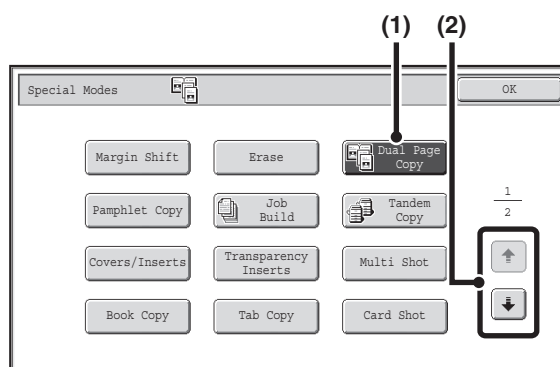 (1) (2)
Special Modes OK
Margin Shift Erase Dual Page
Copy
1
2
Pamphlet Copy Job
Build Tandem
Copy
Covers/Inserts Transparency
Inserts Multi Shot
Book Copy Tab Copy Card Shot